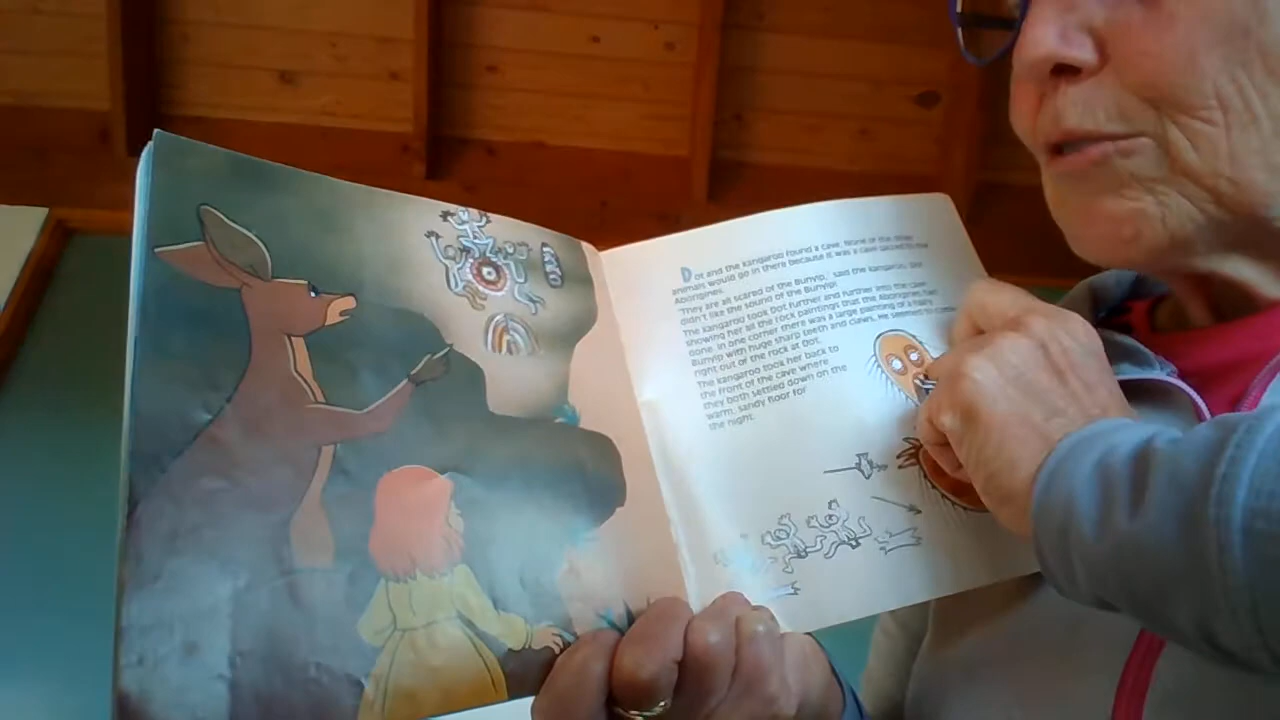 Dot and the kangaroo found a cave. None of the other
animals would go in there because it was a cave sacred to the
Aborigines.
'They are all scared of the Bunyip,' said the kangaroo. Dot
didn't like the sound of the Bunyip!
The kangaroo took Dot further and further into the cave
showing her all the rock paintings that the Aborigines had
done. In one corner there was a large painting of a hairy
Bunyip with huge sharp teeth and claws. He seemed to come
right out of the rock at Dot.
The kangaroo took her back to
the front of the cave where
they both settled down on the
warm, sandy floor for
the night.